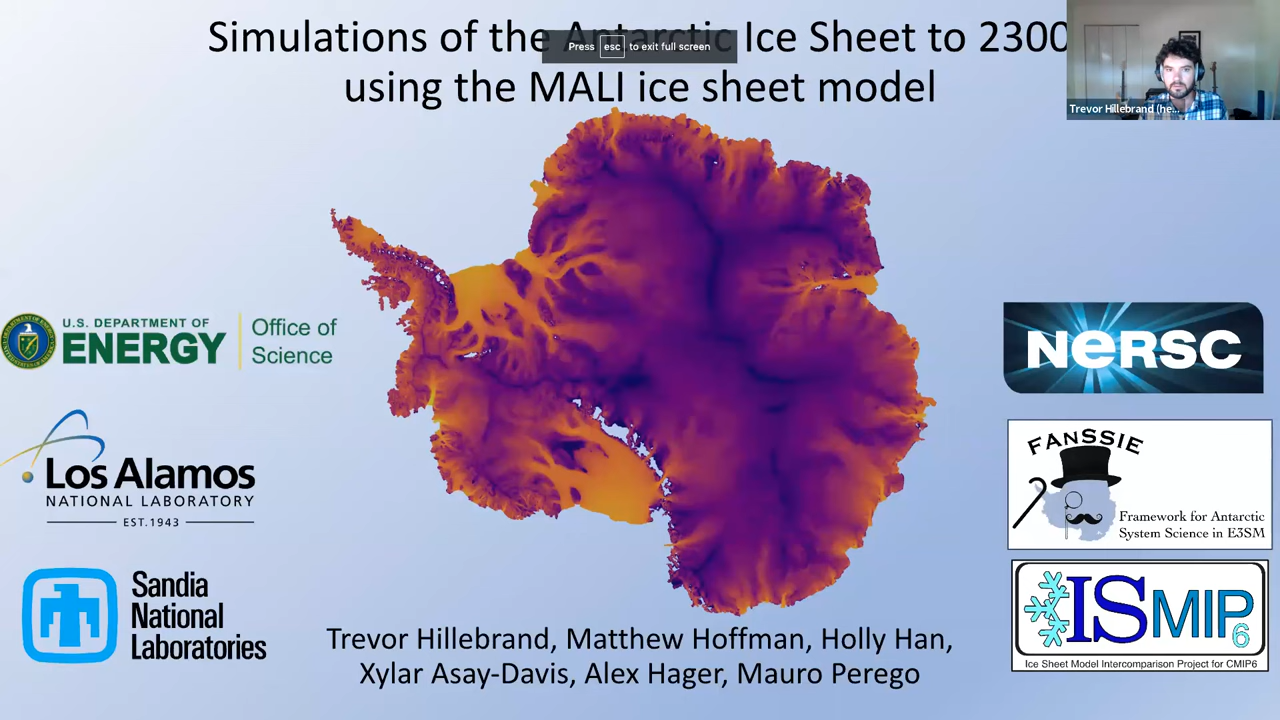 Simulations of the Antarctic Ice Sheet to 2300
using the MALI ice sheet model
Press esc to exit full screen
Trevor Hillebrand (he...
U.S. DEPARTMENT OF
ENERGY
Office of
Science
Los Alamos
NATIONAL LABORATORY
EST.1943
Sandia
National
Laboratories
NERSC
FANSSIE
Framework for Antarctic
System Science in E3SM
ISMIP6
Ice Sheet Model Intercomparison Project for CMIP6
Trevor Hillebrand, Matthew Hoffman, Holly Han,
Xylar Asay-Davis, Alex Hager, Mauro Perego